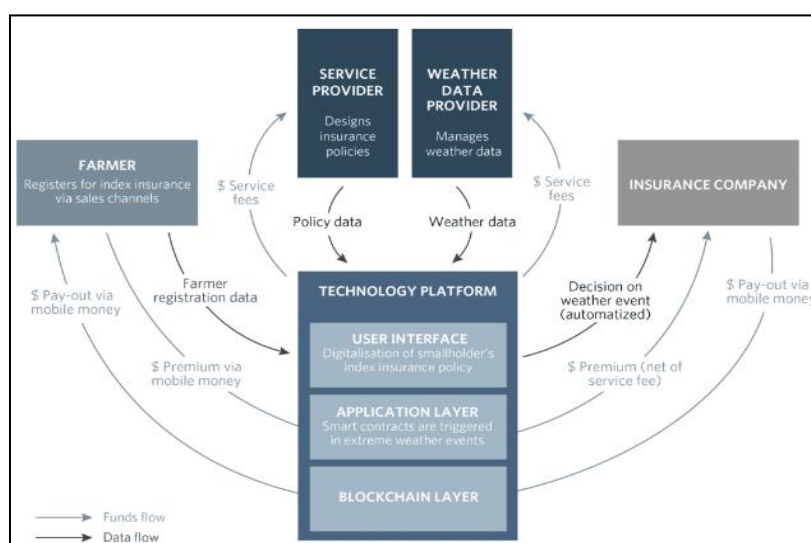 SERVICE
PROVIDER
Designs
insurance
policies
WEATHER
DATA
PROVIDER
Manages
weather data
FARMER
Registers for index insurance
via sales channels
INSURANCE COMPANY
$ Service
fees
$ Service
fees
Policy data
Weather data
$ Pay-out via
mobile money
Farmer
registration data
$ Premium via
mobile money
TECHNOLOGY PLATFORM
USER INTERFACE
Digitalisation of smallholder's
index insurance policy
APPLICATION LAYER
Smart contracts are triggered
in extreme weather events
BLOCKCHAIN LAYER
Decision on
weather event
(automatized)
$ Pay-out via
mobile money
$ Premium (net of
service fee)
Funds flow
Data flow